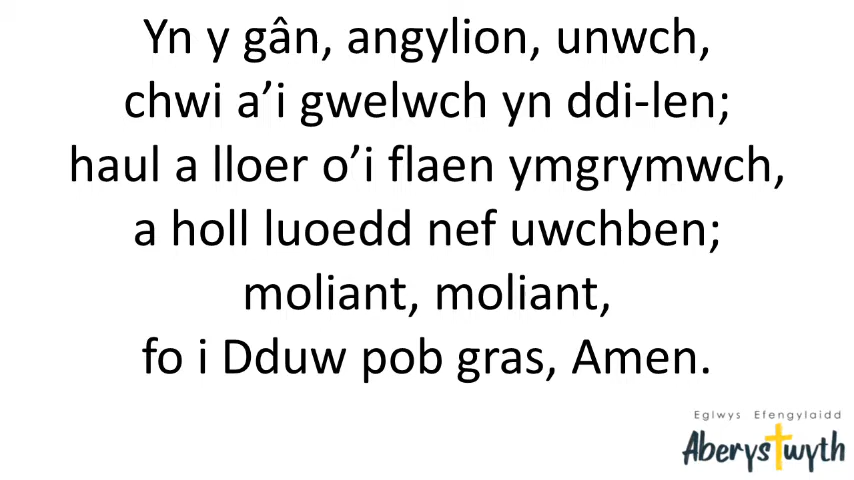 Yn y gân, angylion, unwch,
chwi a’i gwelwch yn ddi-len;
haul a lloer o’i flaen ymgrymwch,
a holl luoedd nef uwchben;
moliant, moliant,
fo i Dduw pob gras, Amen.
Eglwys Efengylaidd
Aberystwyth